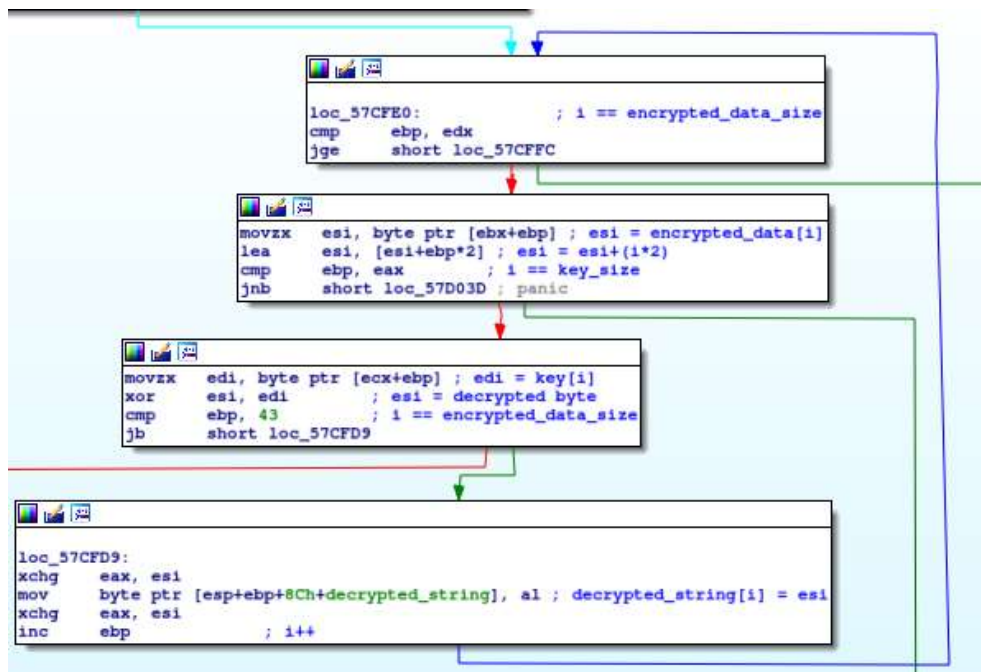 loc_57CFE0: ; i == encrypted_data_size
cmp ebp, edx
jge short loc_57CFFC
movzx esi, byte ptr [ebx+ebp] ; esi = encrypted_data[i]
lea esi, [esi+ebp*2] ; esi = esi+(i*2)
cmp ebp, eax ; i == key_size
jnb short loc_57D03D ; panic
movzx edi, byte ptr [ecx+ebp] ; edi = key[i]
xor esi, edi ; esi = decrypted byte
cmp ebp, 43 ; i == encrypted_data_size
jb short loc_57CFD9
loc_57CFD9:
xchg eax, esi
mov byte ptr [esp+ebp+8Ch+decrypted_string], al ; decrypted_string[i] = esi
xchg eax, esi
inc ebp ; i++